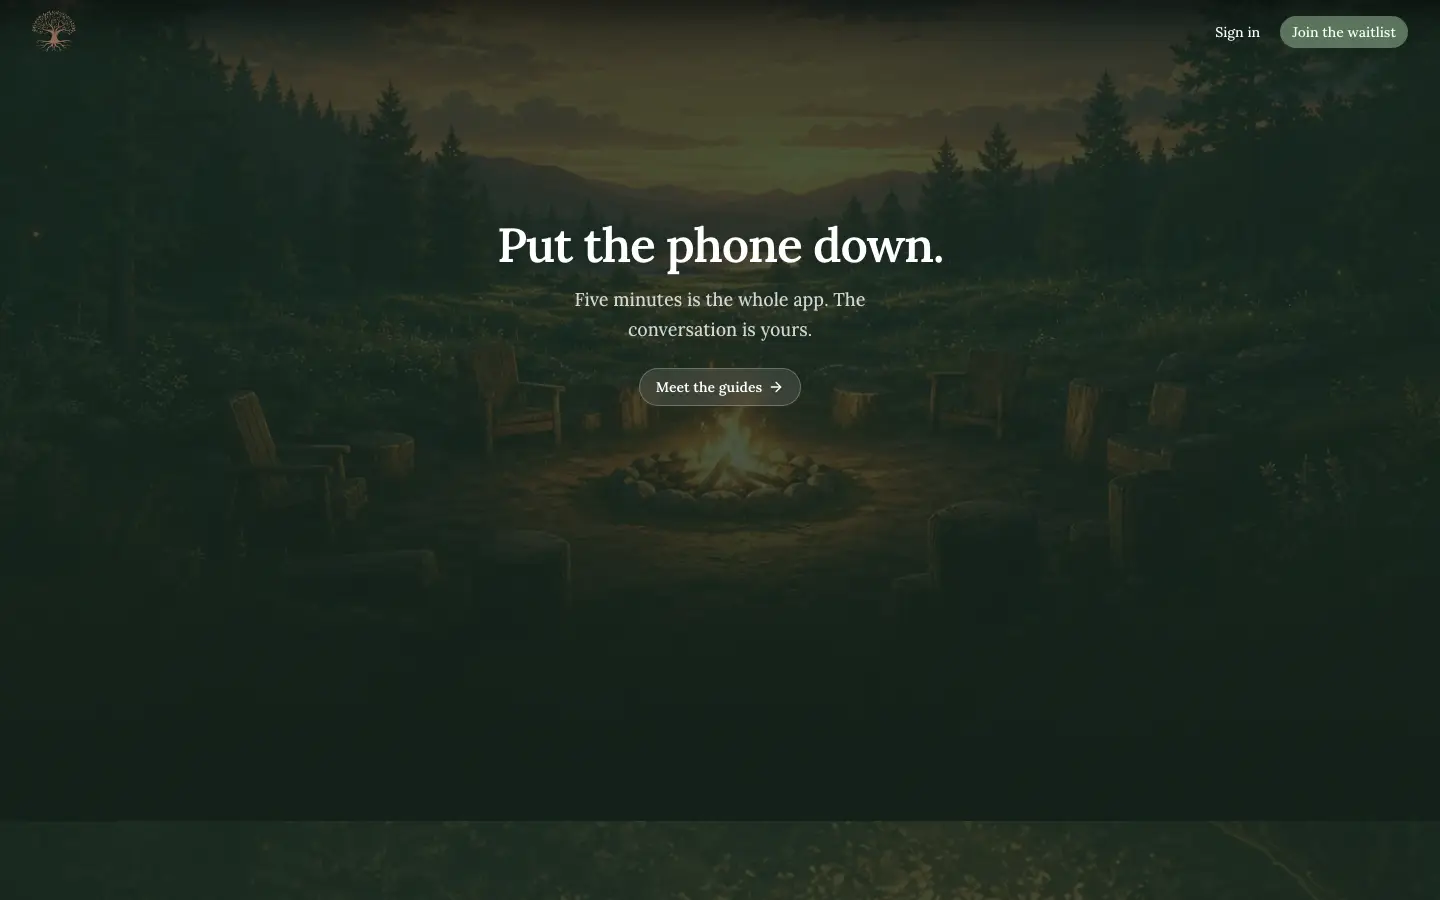 Sign in
Join the waitlist
Put the phone down.
Five minutes is the whole app. The
conversation is yours.
Meet the guides →